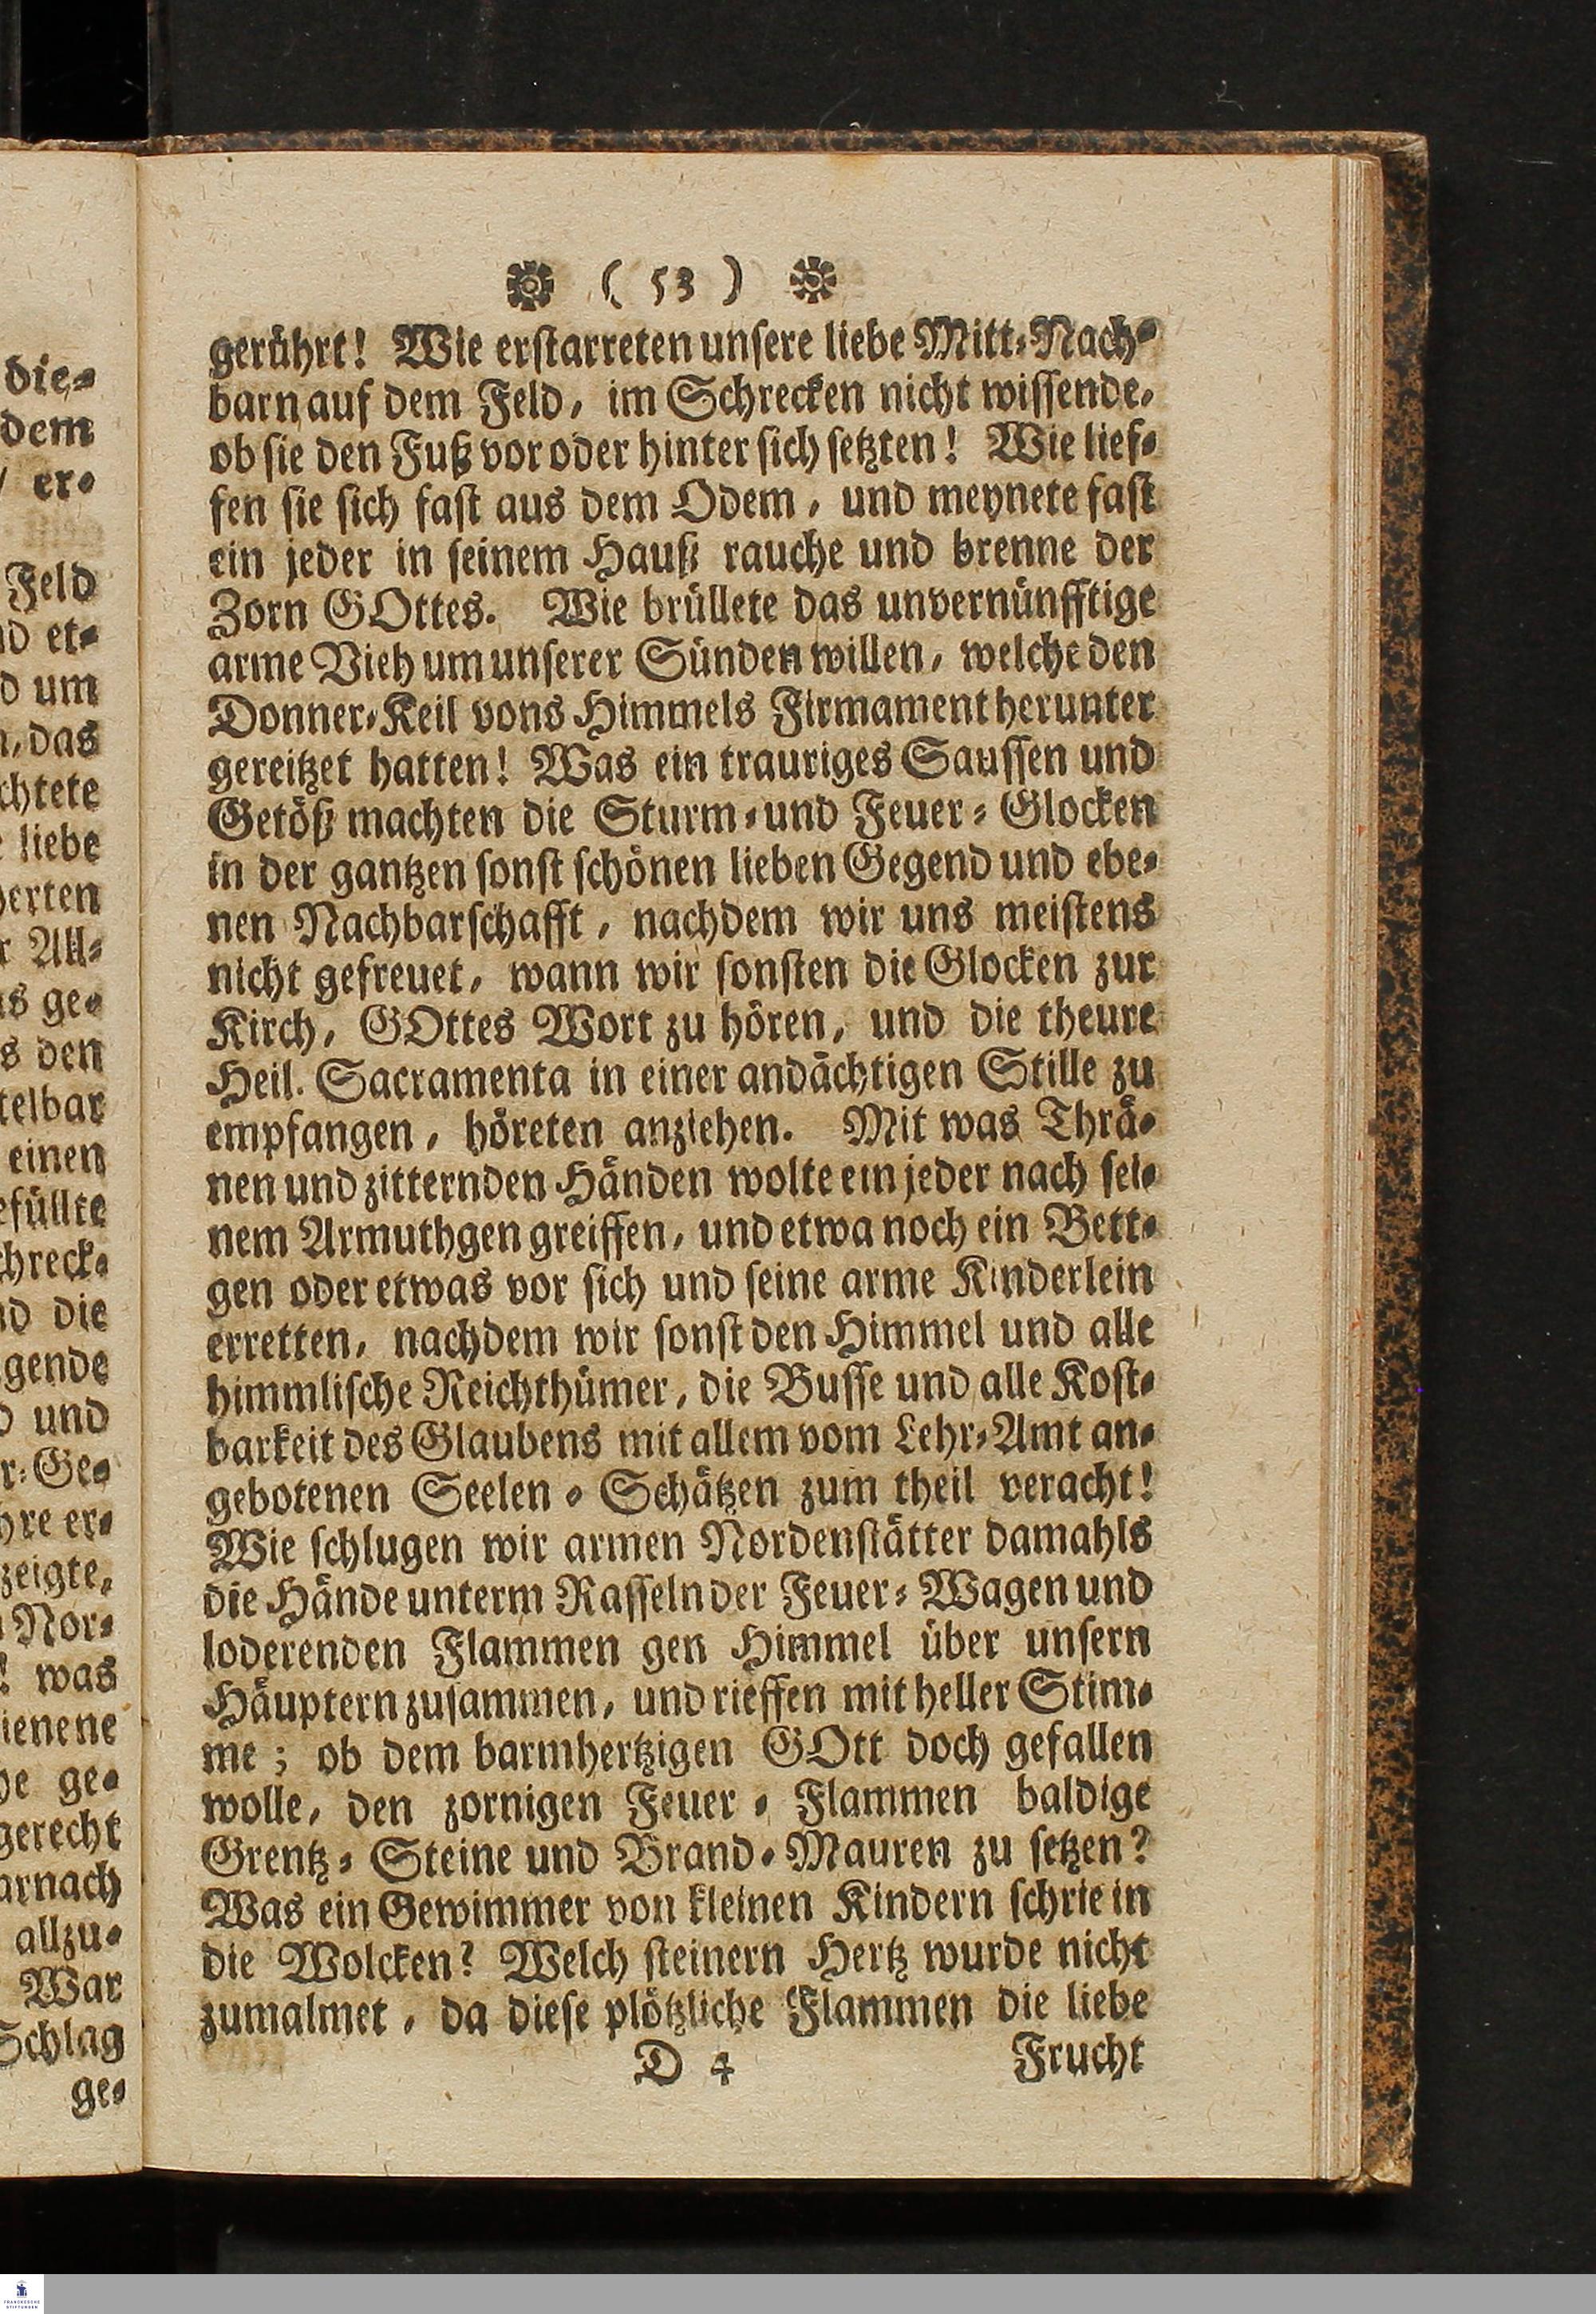 ( 53 )
gerührt! Wie erstarreten unsere liebe Mitt-Nach-
barn auf dem Feld, im Schrecken nicht wissende,
ob sie den Fuß vor oder hinter sich setzten! Wie lief-
fen sie sich fast aus dem Odem, und meynete fast
ein jeder in seinem Hauß rauche und brenne der
Zorn GOttes. Wie brüllete das unvernünfftige
arme Vieh um unserer Sünden willen, welche den
Donner-Keil vons Himmels Firmament herunter
gereitzet hatten! Was ein trauriges Saussen und
Getöß machten die Sturm-und Feuer-Glocken
in der gantzen sonst schönen lieben Gegend und ebe-
nen Nachbarschafft, nachdem wir uns meistens
nicht gefreuet, wann wir sonsten die Glocken zur
Kirch, GOttes Wort zu hören, und die theure
Heil. Sacramenta in einer andächtigen Stille zu
empfangen, höreten anziehen. Mit was Thrä-
nen und zitternden Händen wolte ein jeder nach sei-
nem Armuthgen greiffen, und etwa noch ein Bett-
gen oder etwas vor sich und seine arme Kinderlein
erretten, nachdem wir sonst den Himmel und alle
himmlische Reichthümer, die Busse und alle Kost-
barkeit des Glaubens mit allem vom Lehr-Amt an-
gebotenen Seelen-Schätzen zum theil veracht!
Wie schlugen wir armen Nordenstätter damahls
die Hände unterm Rasseln der Feuer-Wagen und
loderenden Flammen gen Himmel über unsern
Häuptern zusammen, und rieffen mit heller Stim-
me; ob dem barmhertzigen GOtt doch gefallen
wolle, den zornigen Feuer-Flammen baldige
Grentz-Steine und Brand-Mauren zu setzen?
Was ein Gewimmer von kleinen Kindern schrie in
die Wolcken? Welch steinern Hertz wurde nicht
zumalmet, da diese plötzliche Flammen die liebe
D 4 Frucht